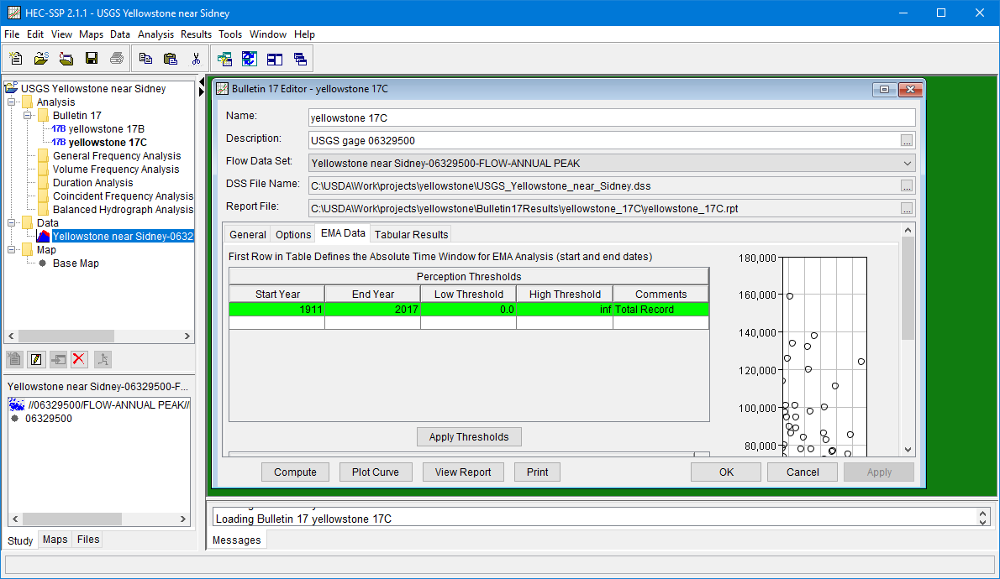 HEC-SSP 2.1.1 - USGS Yellowstone near Sidney
File Edit View Maps Data Analysis Results Tools Window Help
USGS Yellowstone near Sidney
Analysis
Bulletin 17
17B yellowstone 17B
17B yellowstone 17C
General Frequency Analysis
Volume Frequency Analysis
Duration Analysis
Coincident Frequency Analysis
Balanced Hydrograph Analysis
Data
Yellowstone near Sidney-0632
Map
Base Map
Yellowstone near Sidney-06329500-F...
//06329500/FLOW-ANNUAL PEAK//
06329500
Study Maps Files
Bulletin 17 Editor - yellowstone 17C
Name: yellowstone 17C
Description: USGS gage 06329500 ...
Flow Data Set: Yellowstone near Sidney-06329500-FLOW-ANNUAL PEAK
DSS File Name: C:\USDA\Work\projects\yellowstone\USGS_Yellowstone_near_Sidney.dss ...
Report File: C:\USDA\Work\projects\yellowstone\Bulletin17Results\yellowstone_17C\yellowstone_17C.rpt ...
General Options EMA Data Tabular Results
First Row in Table Defines the Absolute Time Window for EMA Analysis (start and end dates)
Perception Thresholds
Start Year End Year Low Threshold High Threshold Comments
1911 2017 0.0 inf Total Record
Apply Thresholds
180,000
160,000
140,000
120,000
100,000
80,000
Compute Plot Curve View Report Print OK Cancel Apply
Loading Bulletin 17 yellowstone 17C
Messages